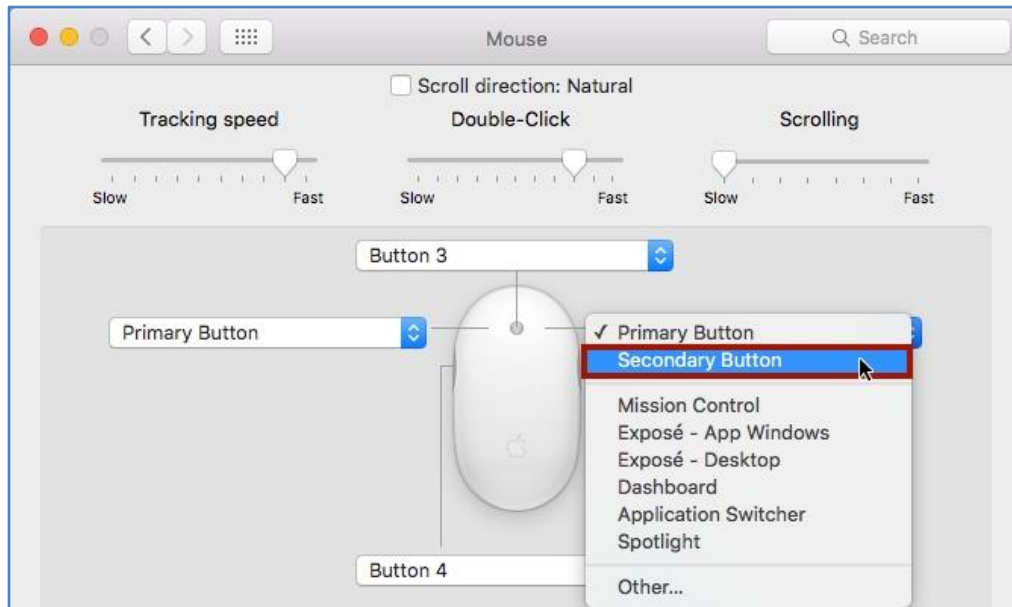 Mouse
Search
Scroll direction: Natural
Tracking speed
Double-Click
Scrolling
Slow
Fast
Slow
Fast
Slow
Fast
Button 3
Primary Button
✓ Primary Button
Secondary Button
Mission Control
Exposé - App Windows
Exposé - Desktop
Dashboard
Application Switcher
Spotlight
Button 4
Other...